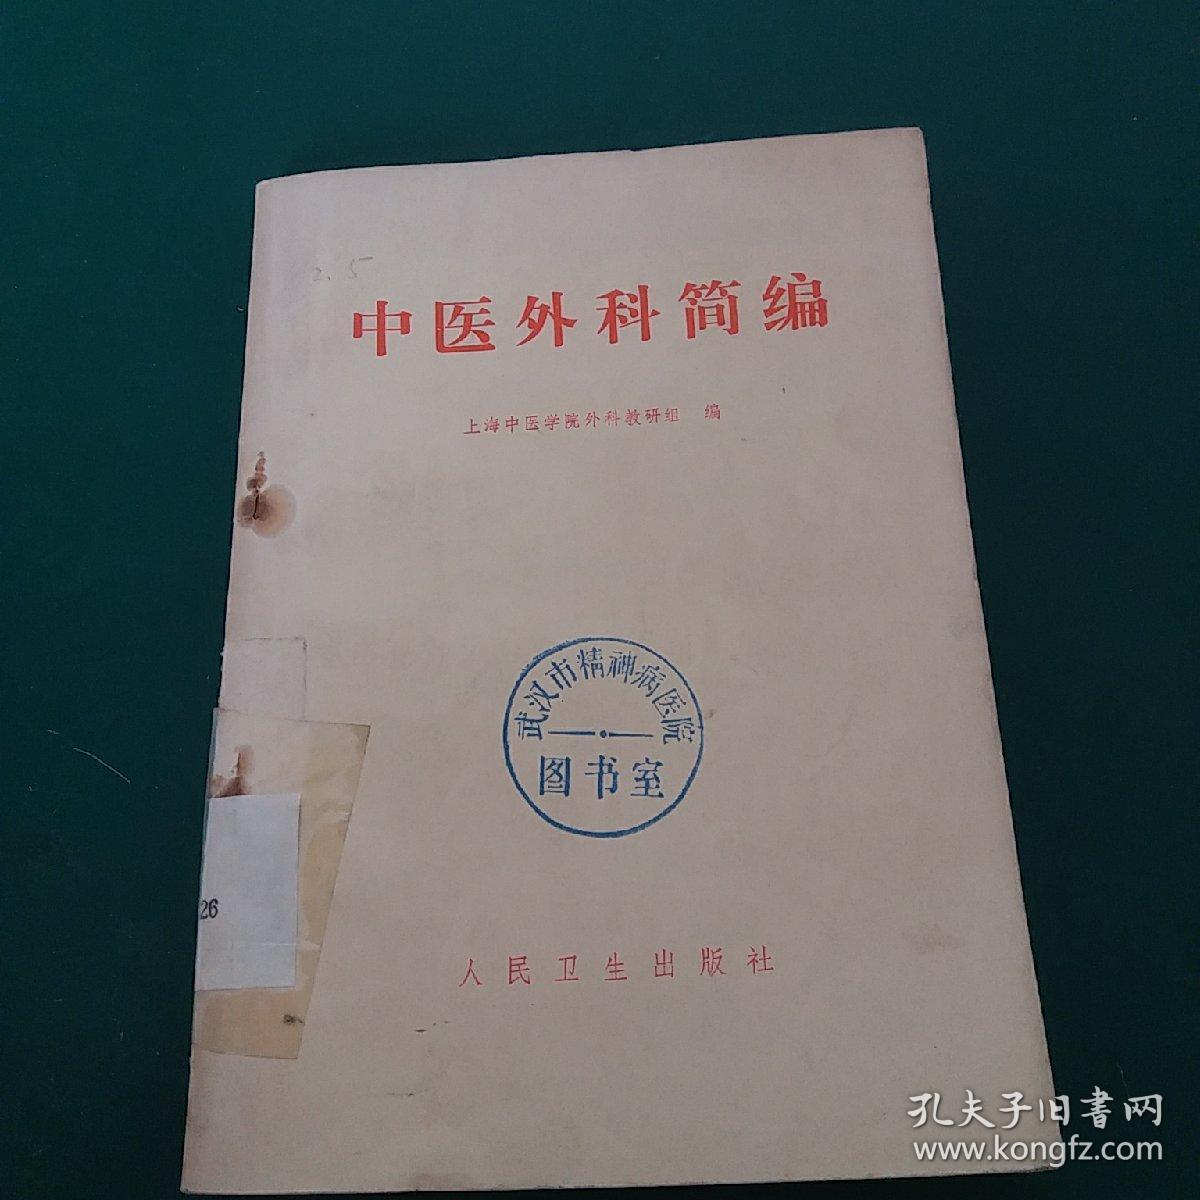 2.5
中医外科简编
上海中医学院外科教研组 编
武汉市精神病医院
图书室
26
人民卫生出版社
孔夫子旧書网
www.kongfz.com